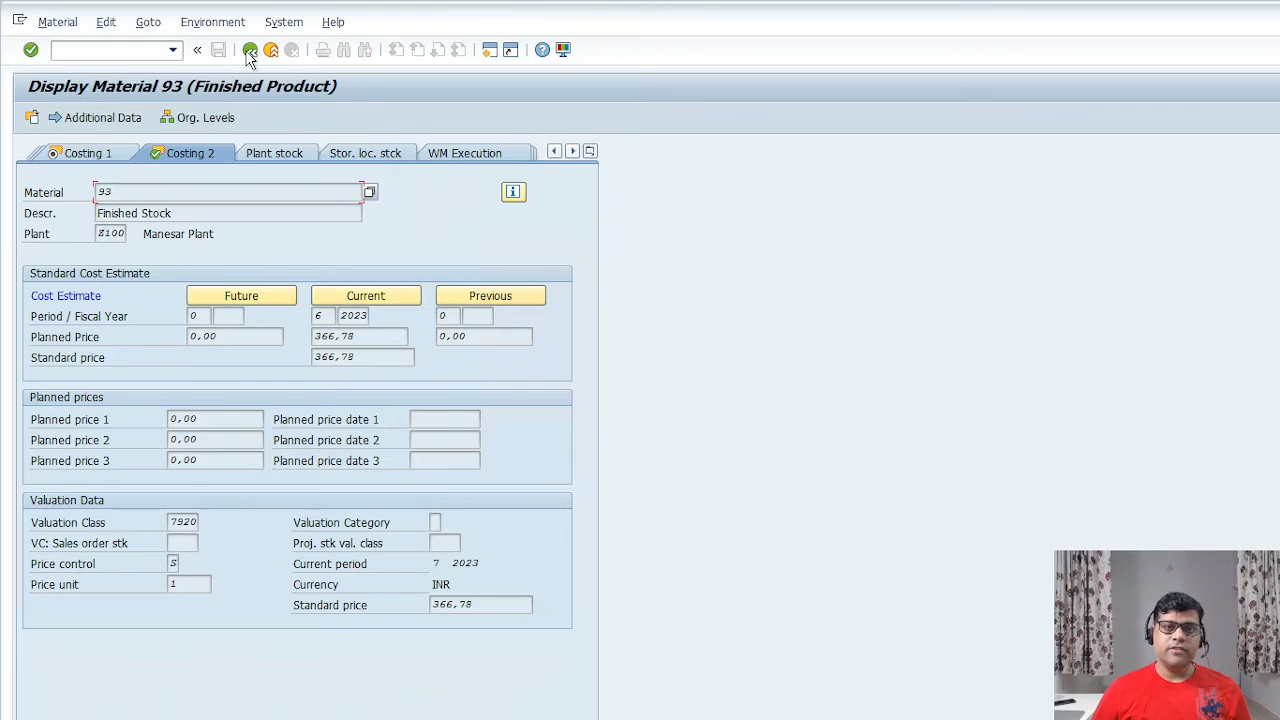 Material Edit Goto Environment System Help
Display Material 93 (Finished Product)
Additional Data Org. Levels
Costing 1 Costing 2 Plant stock Stor. loc. stck WM Execution
Material 93
Descr. Finished Stock
Plant Z100 Manesar Plant
Standard Cost Estimate
Cost Estimate Future Current Previous
Period / Fiscal Year 0 6 2023 0
Planned Price 0,00 366,78 0,00
Standard price 366,78
Planned prices
Planned price 1 0,00 Planned price date 1
Planned price 2 0,00 Planned price date 2
Planned price 3 0,00 Planned price date 3
Valuation Data
Valuation Class 7920 Valuation Category
VC: Sales order stk Proj. stk val. class
Price control S Current period 7 2023
Price unit 1 Currency INR
Standard price 366,78